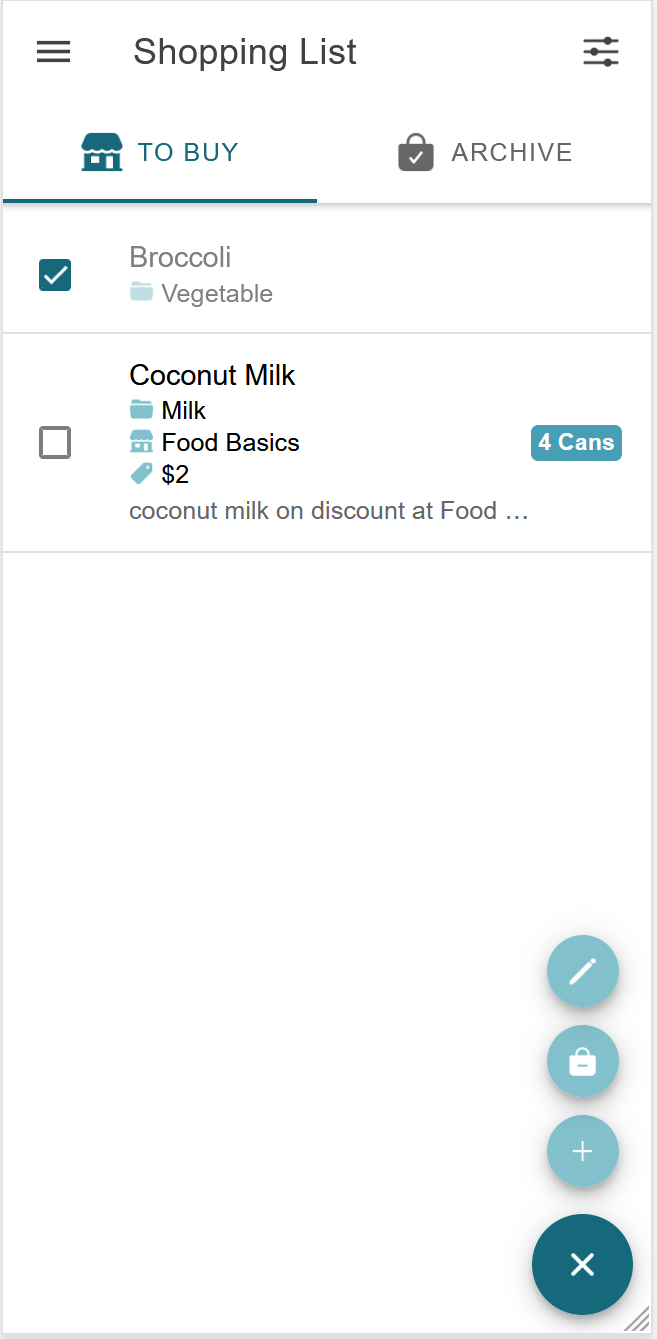 Shopping List
TO BUY
ARCHIVE
Broccoli
Vegetable
Coconut Milk
Milk
Food Basics
4 Cans
$2
coconut milk on discount at Food …